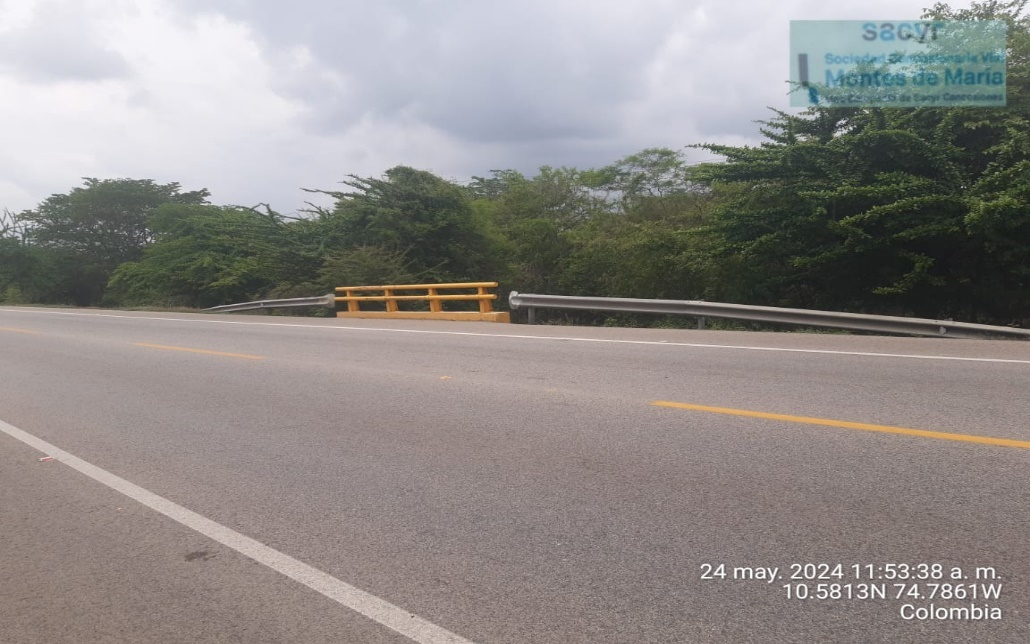 sacyr
Sociedad Concesionaria Vial
Montes de María
24 may. 2024 11:53:38 a. m.
10.5813N 74.7861W
Colombia